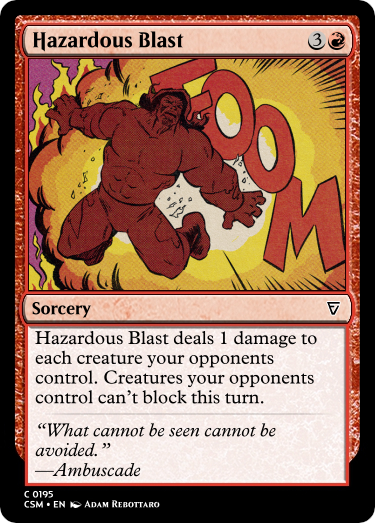 Hazardous Blast 3
FOOM
Sorcery
Hazardous Blast deals 1 damage to
each creature your opponents
control. Creatures your opponents
control can’t block this turn.
“What cannot be seen cannot be
avoided.”
—Ambuscade
C 0195
CSM • EN Adam Rebottaro